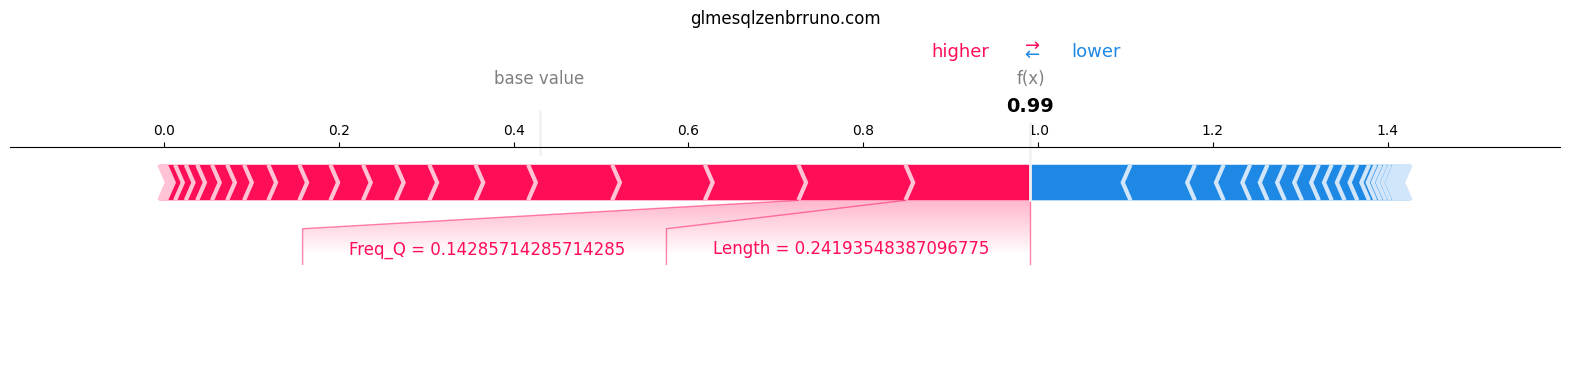 glmesqlzenbrruno.com
higher ⇄ lower
base value f(x)
0.99
0.0 0.2 0.4 0.6 0.8 1.0 1.2 1.4
Freq_Q = 0.14285714285714285 Length = 0.24193548387096775